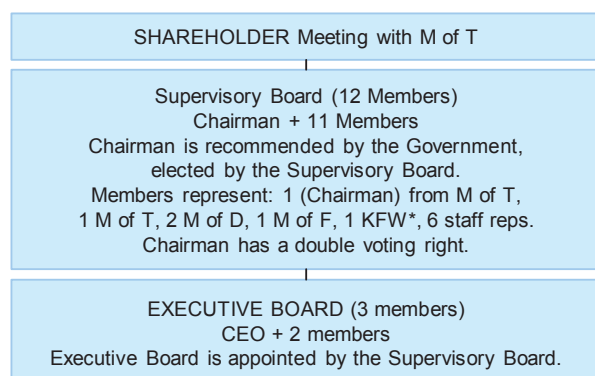 SHAREHOLDER Meeting with M of T
Supervisory Board (12 Members)
Chairman + 11 Members
Chairman is recommended by the Government,
elected by the Supervisory Board.
Members represent: 1 (Chairman) from M of T,
1 M of T, 2 M of D, 1 M of F, 1 KFW*, 6 staff reps.
Chairman has a double voting right.
EXECUTIVE BOARD (3 members)
CEO + 2 members
Executive Board is appointed by the Supervisory Board.